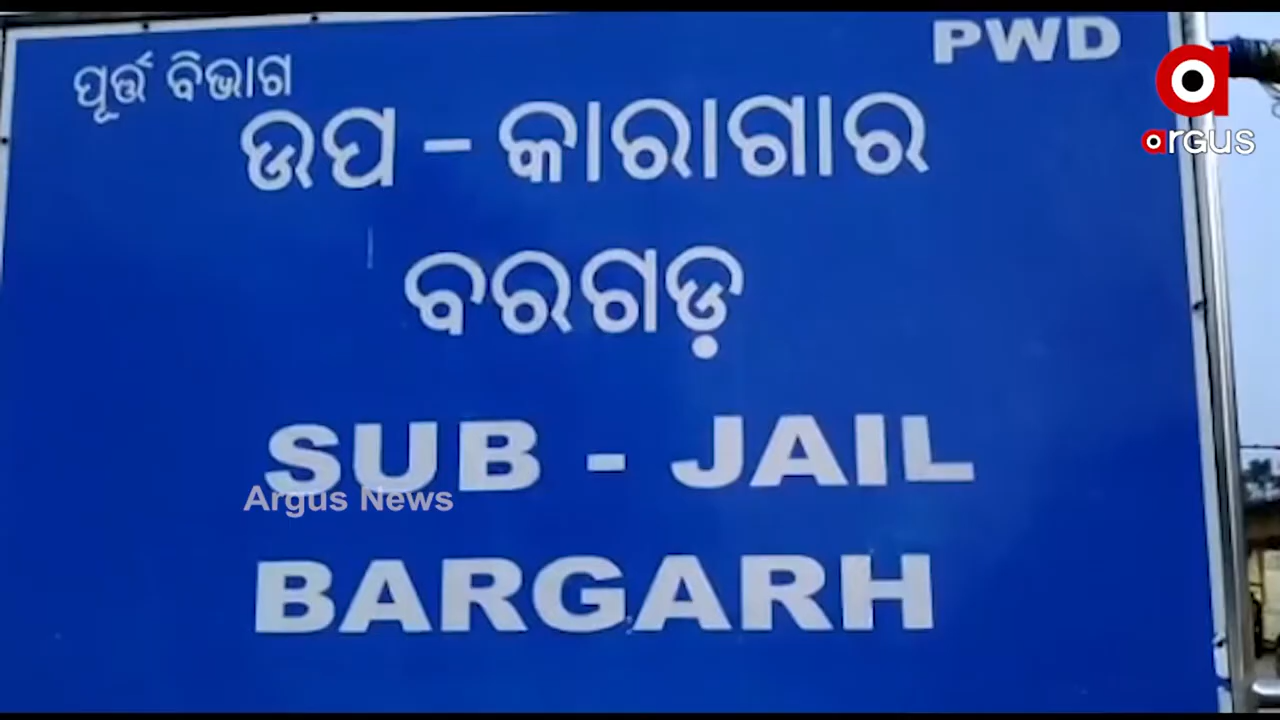 PWD
ପୂର୍ତ୍ତ ବିଭାଗ
ଉପ - କାରାଗାର
ବରଗଡ଼
SUB - JAIL
BARGARH
Argus News
argus